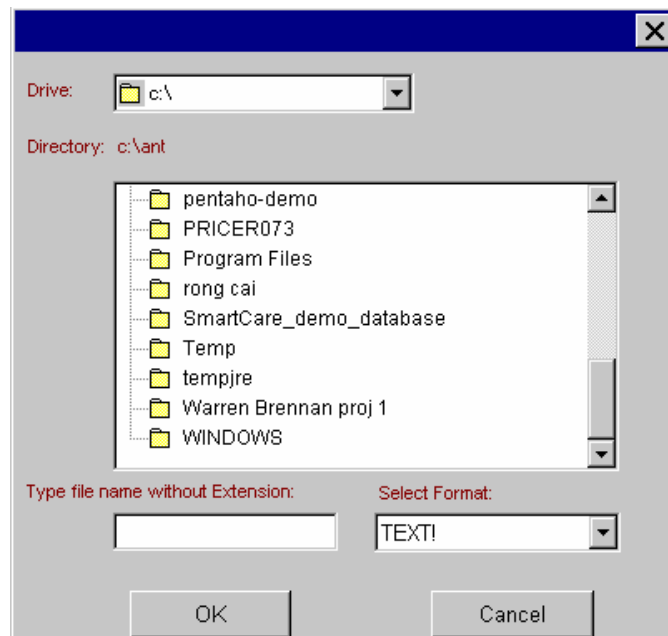 Drive: c:\
Directory: c:\ant
pentaho-demo
PRICER073
Program Files
rong cai
SmartCare_demo_database
Temp
tempjre
Warren Brennan proj 1
WINDOWS
Type file name without Extension: Select Format:
TEXT!
OK Cancel